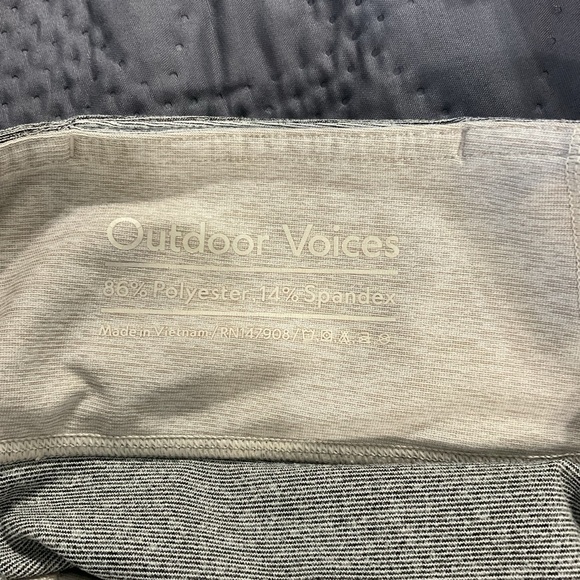 Outdoor Voices
86% Polyester, 14% Spandex
Made in Vietnam / RN147908 /